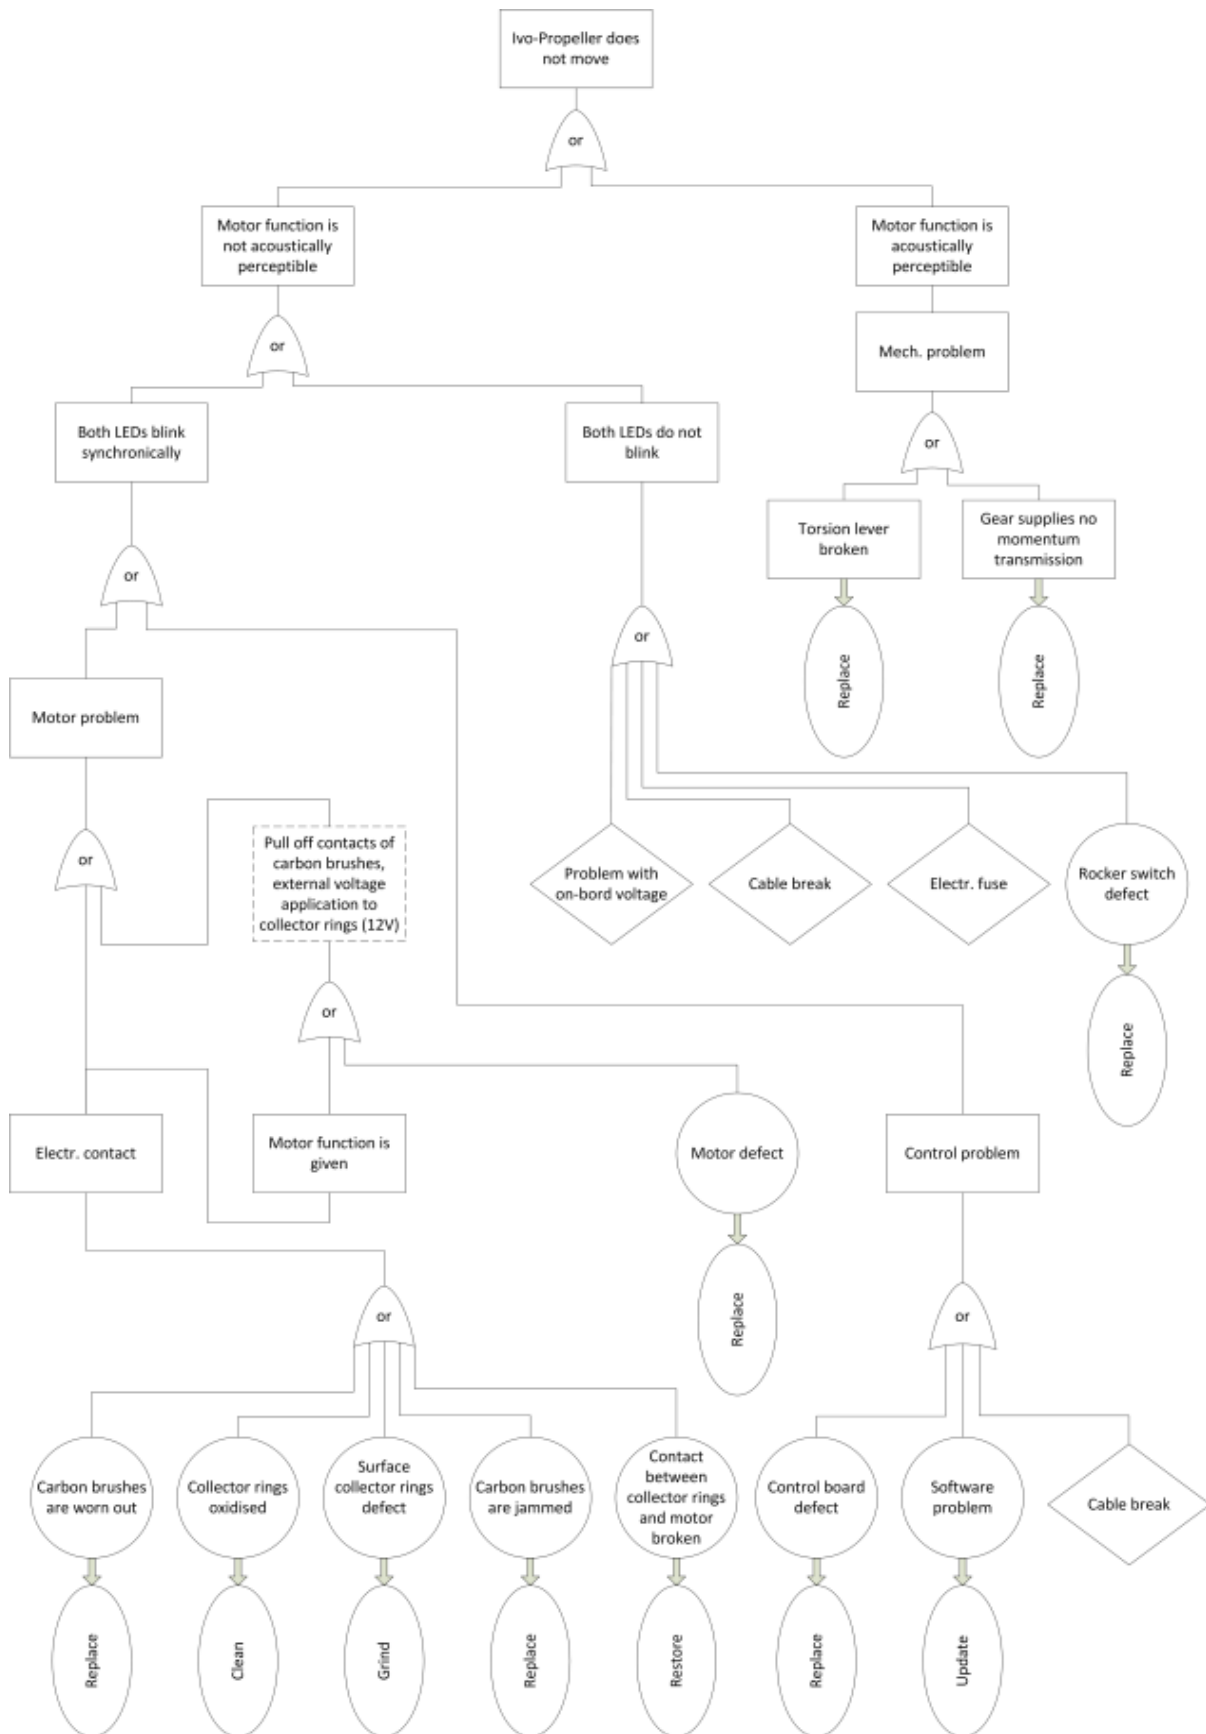 Ivo-Propeller does
not move
or
Motor function is
not acoustically
perceptible
Motor function is
acoustically
perceptible
or
Mech. problem
Both LEDs blink
synchronically
Both LEDs do not
blink
or
Torsion lever
broken
Gear supplies no
momentum
transmission
or
or
Replace
Replace
Motor problem
or
Pull off contacts of
carbon brushes,
external voltage
application to
collector rings (12V)
Problem with
on-bord voltage
Cable break
Electr. fuse
Rocker switch
defect
or
Replace
Electr. contact
Motor function is
given
Motor defect
Control problem
Replace
or
or
Carbon brushes
are worn out
Collector rings
oxidised
Surface
collector rings
defect
Carbon brushes
are jammed
Contact
between
collector rings
and motor
broken
Control board
defect
Software
problem
Cable break
Replace
Clean
Grind
Replace
Restore
Replace
Update